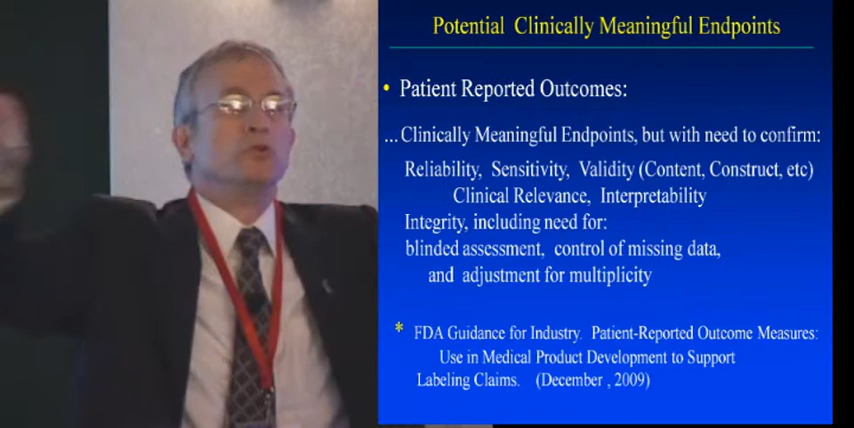 Potential Clinically Meaningful Endpoints
• Patient Reported Outcomes:
...Clinically Meaningful Endpoints, but with need to confirm:
Reliability, Sensitivity, Validity (Content, Construct, etc)
Clinical Relevance, Interpretability
Integrity, including need for:
blinded assessment, control of missing data,
and adjustment for multiplicity
* FDA Guidance for Industry. Patient-Reported Outcome Measures:
Use in Medical Product Development to Support
Labeling Claims. (December , 2009)